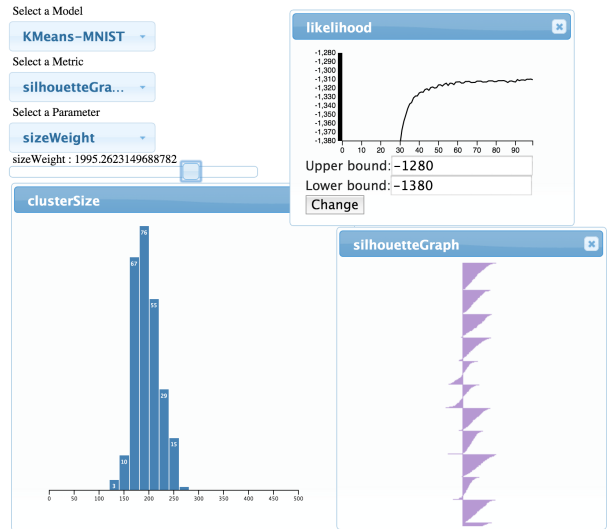 Select a Model
KMeans-MNIST
Select a Metric
silhouetteGra...
Select a Parameter
sizeWeight
sizeWeight : 1995.2623149688782
likelihood
-1,280
-1,290
-1,300
-1,310
-1,320
-1,330
-1,340
-1,350
-1,360
-1,370
-1,380
0 10 20 30 40 50 60 70 80 90
Upper bound: -1280
Lower bound: -1380
Change
clusterSize
76
67
55
29
15
10
3
0 50 100 150 200 250 300 350 400 450 500
silhouetteGraph